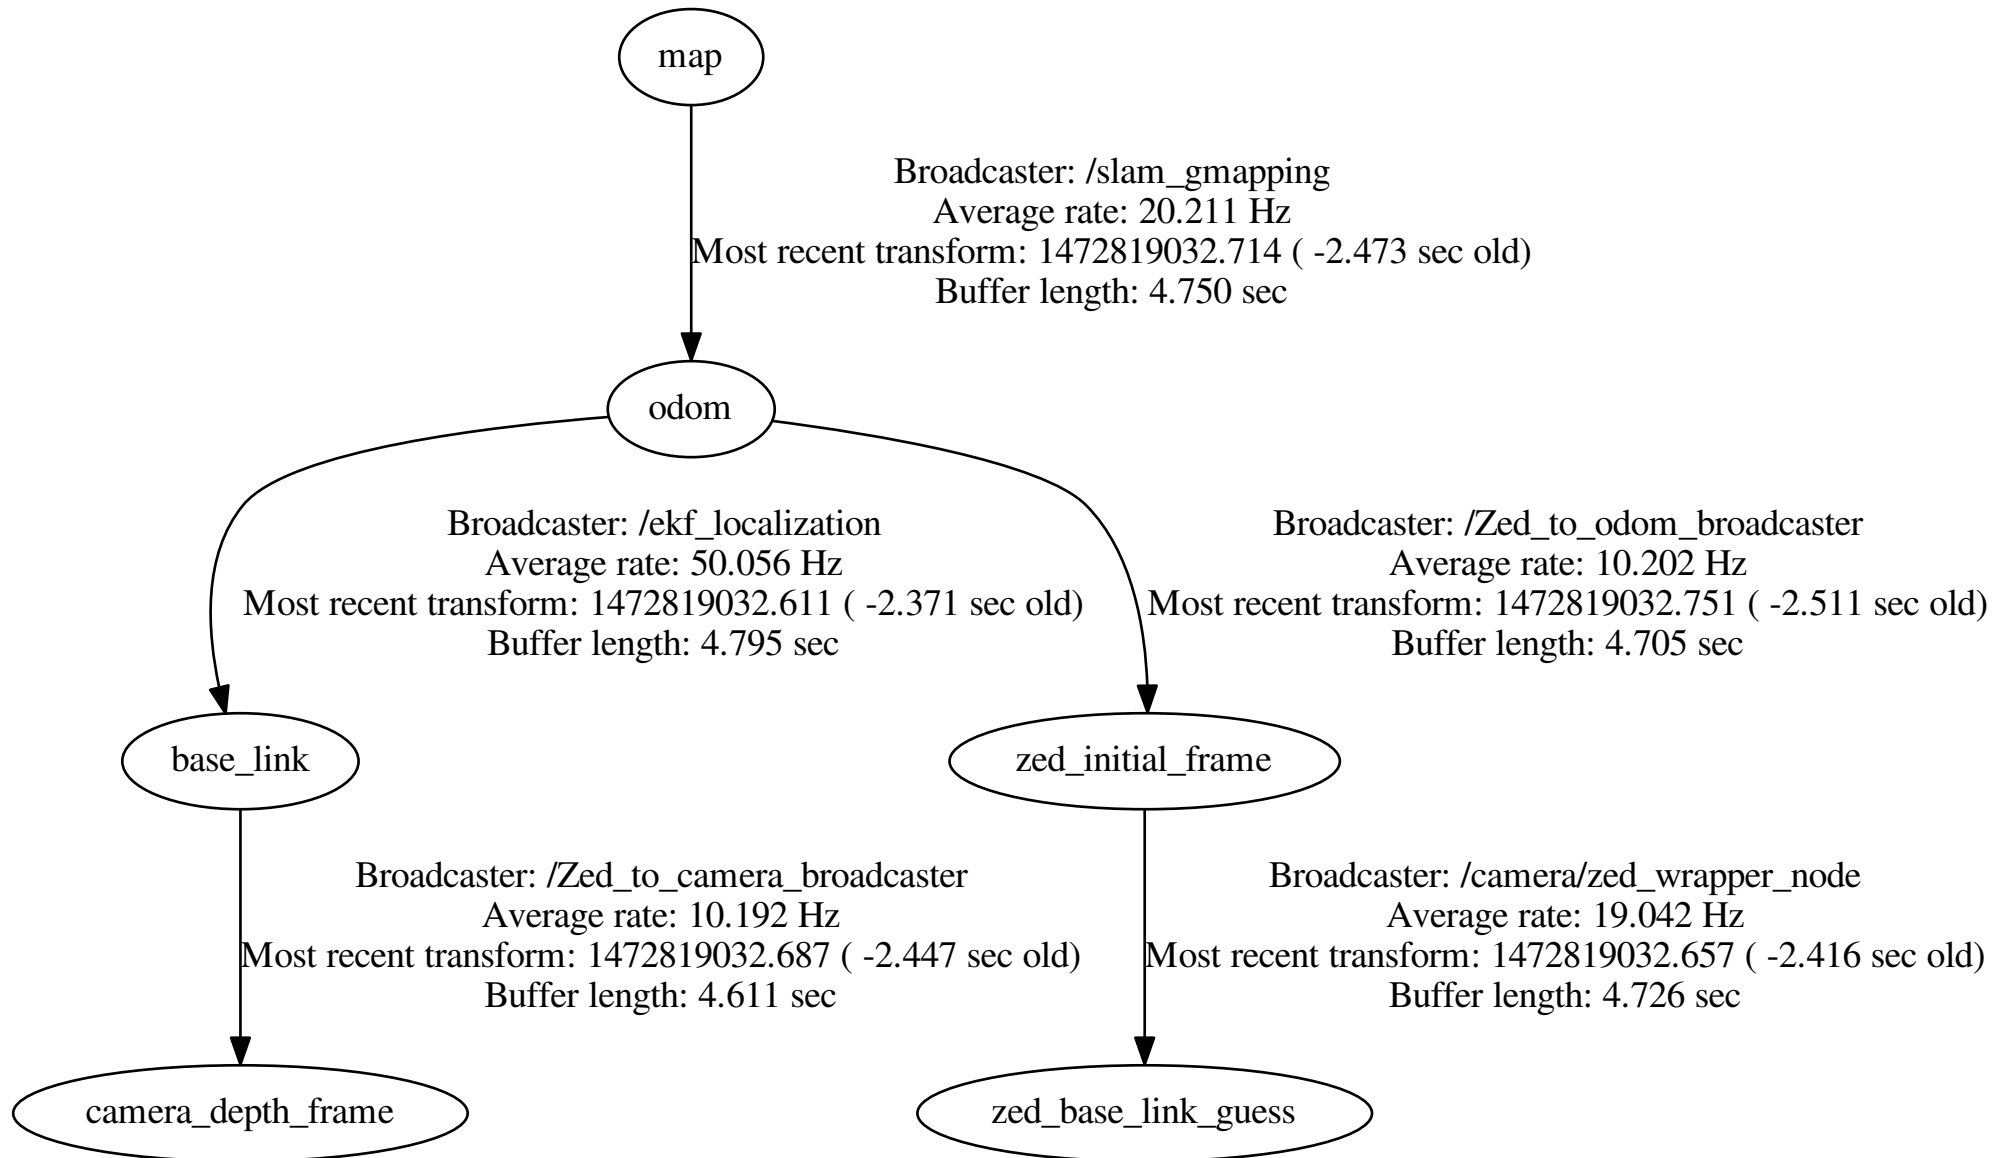 map
Broadcaster: /slam_gmapping
Average rate: 20.211 Hz
Most recent transform: 1472819032.714 ( -2.473 sec old)
Buffer length: 4.750 sec
odom
Broadcaster: /ekf_localization
Average rate: 50.056 Hz
Most recent transform: 1472819032.611 ( -2.371 sec old)
Buffer length: 4.795 sec
Broadcaster: /Zed_to_odom_broadcaster
Average rate: 10.202 Hz
Most recent transform: 1472819032.751 ( -2.511 sec old)
Buffer length: 4.705 sec
base_link
zed_initial_frame
Broadcaster: /Zed_to_camera_broadcaster
Average rate: 10.192 Hz
Most recent transform: 1472819032.687 ( -2.447 sec old)
Buffer length: 4.611 sec
Broadcaster: /camera/zed_wrapper_node
Average rate: 19.042 Hz
Most recent transform: 1472819032.657 ( -2.416 sec old)
Buffer length: 4.726 sec
camera_depth_frame
zed_base_link_guess